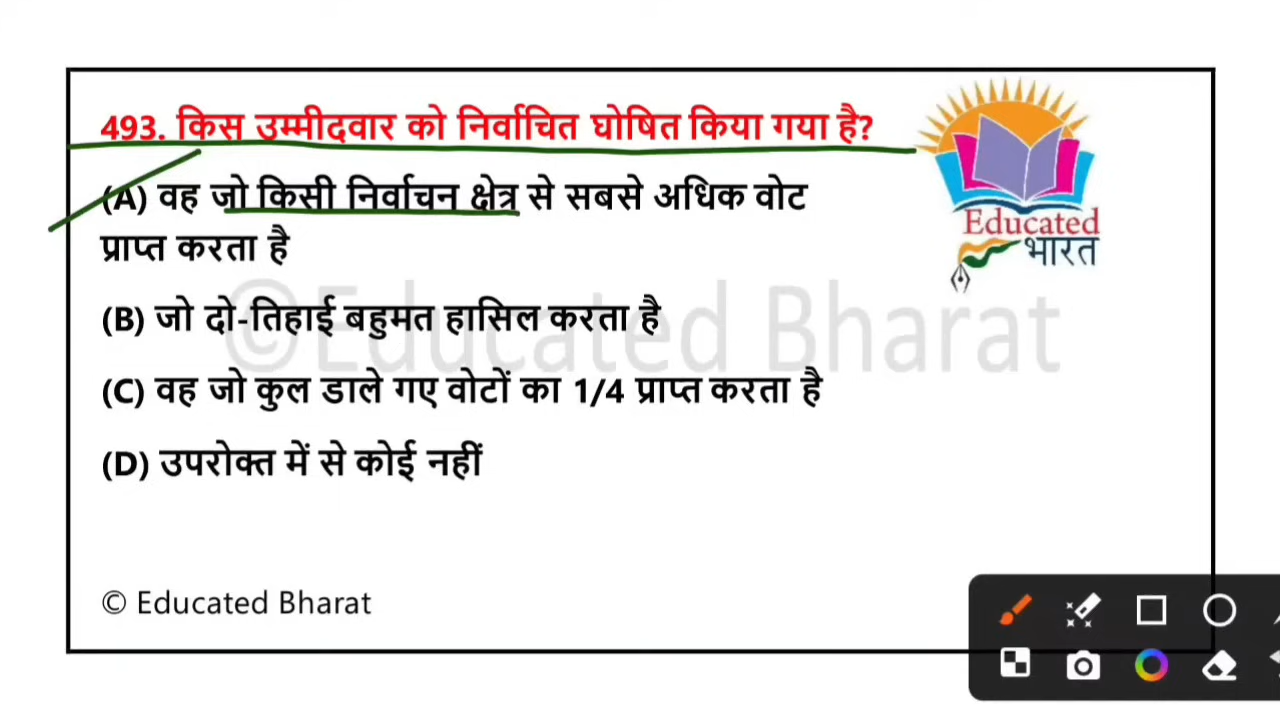 493. किस उम्मीदवार को निर्वाचित घोषित किया गया है?
(A) वह जो किसी निर्वाचन क्षेत्र से सबसे अधिक वोट
प्राप्त करता है
(B) जो दो-तिहाई बहुमत हासिल करता है
(C) वह जो कुल डाले गए वोटों का 1/4 प्राप्त करता है
(D) उपरोक्त में से कोई नहीं
© Educated Bharat
Educated
भारत
©Educated Bharat